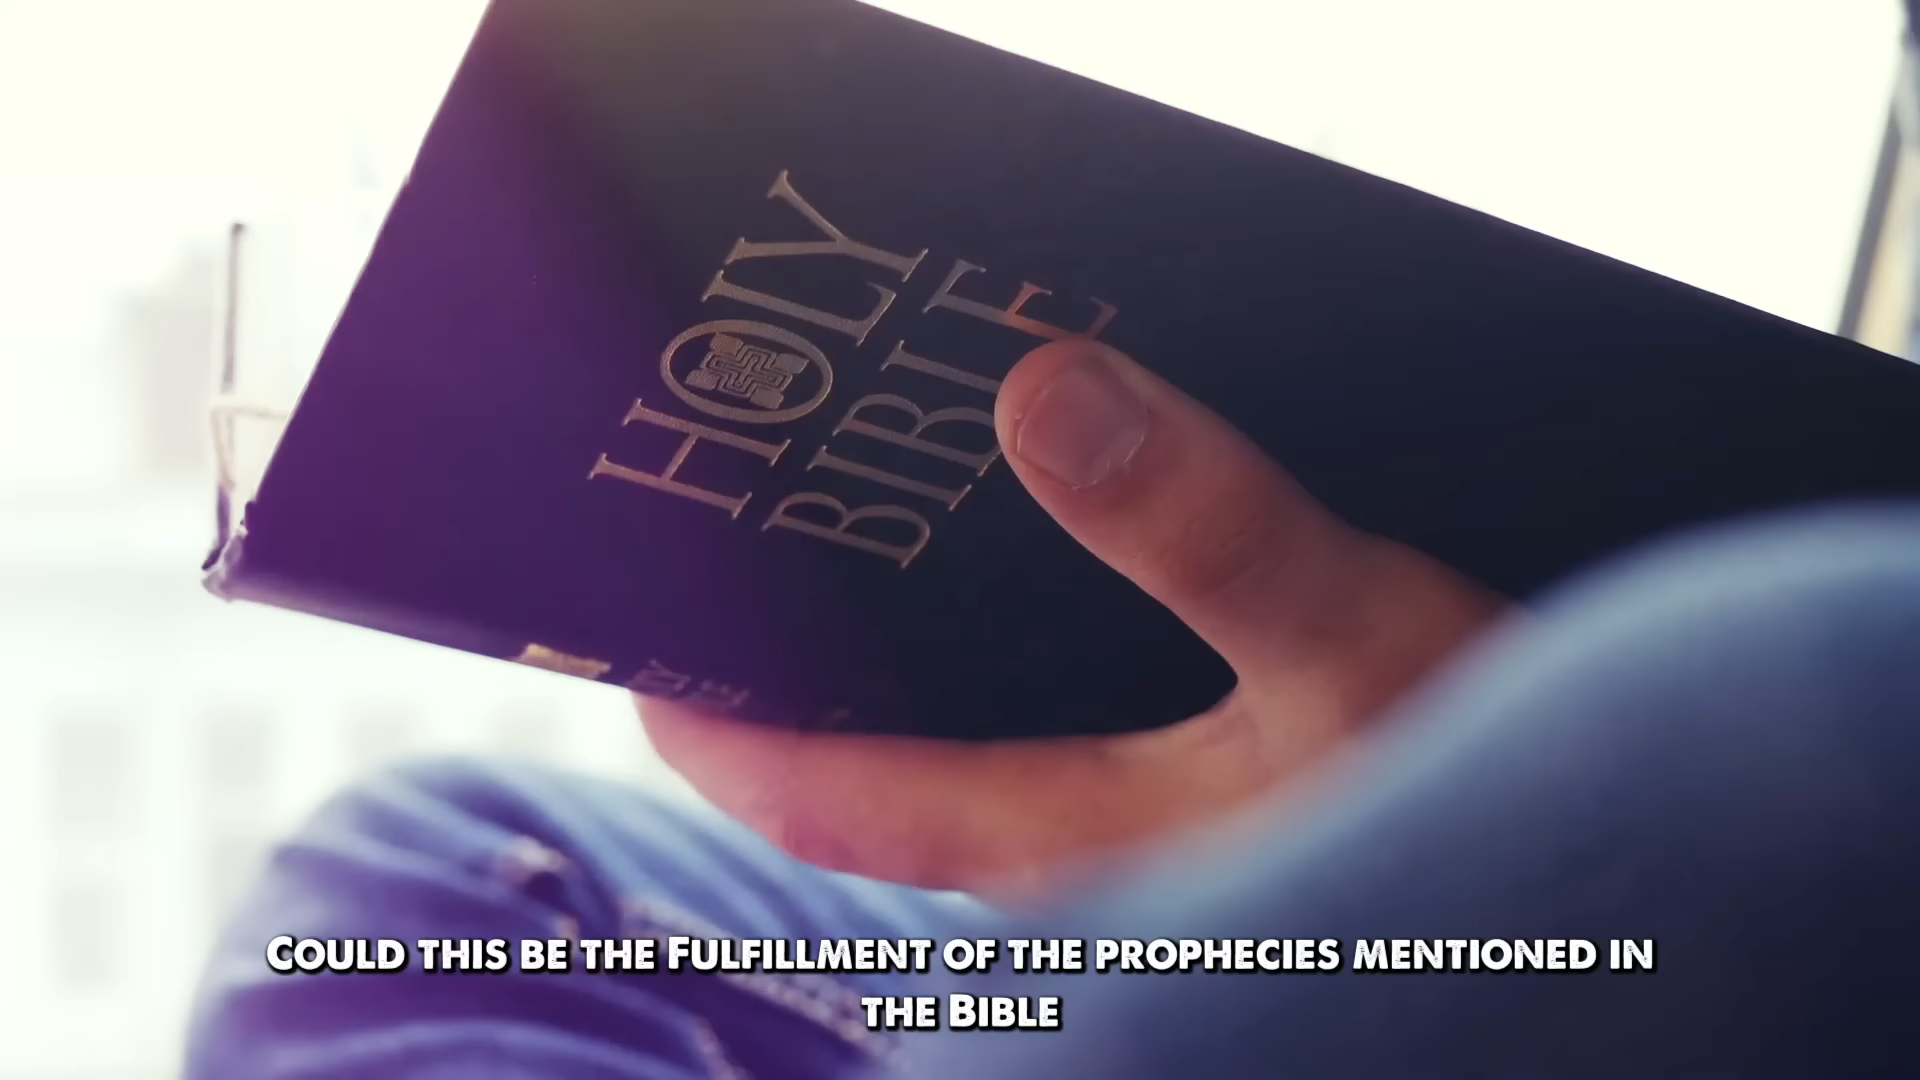 HOLY
BIBLE
COULD THIS BE THE FULFILLMENT OF THE PROPHECIES MENTIONED IN
THE BIBLE